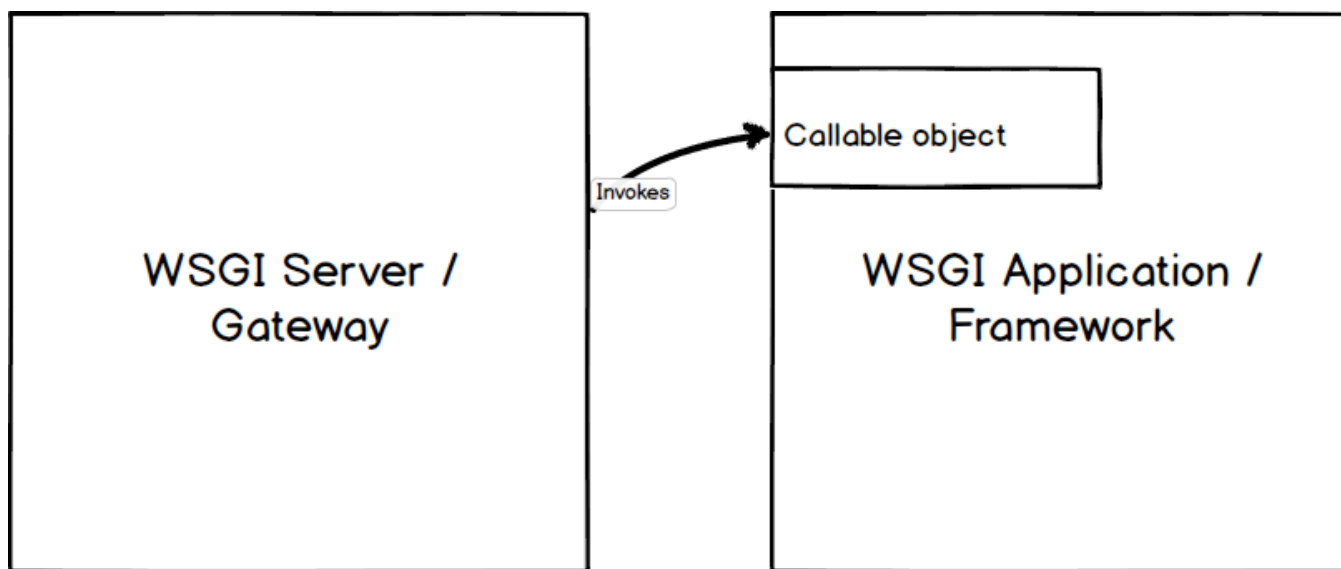 Callable object
Invokes
WSGI Server /
Gateway
WSGI Application /
Framework